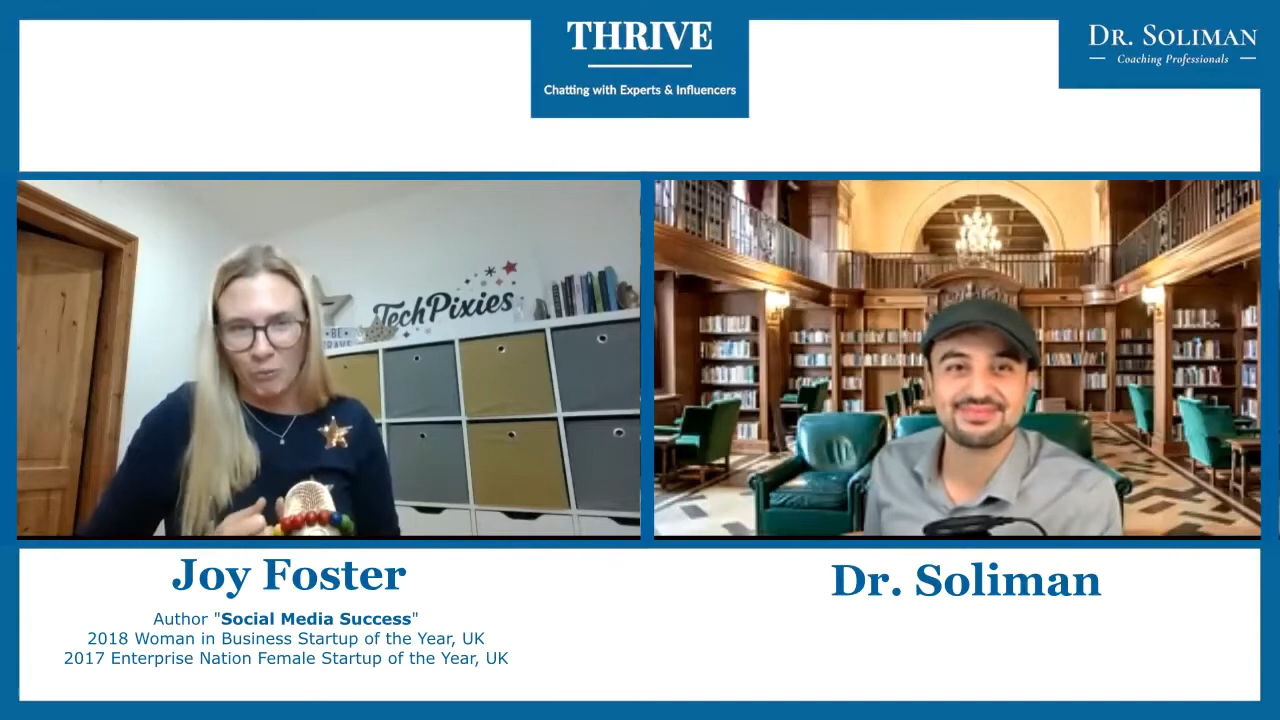 THRIVE
Chatting with Experts & Influencers
DR. SOLIMAN
Coaching Professionals
TechPixies
BE
Joy Foster
Author "Social Media Success"
2018 Woman in Business Startup of the Year, UK
2017 Enterprise Nation Female Startup of the Year, UK
Dr. Soliman